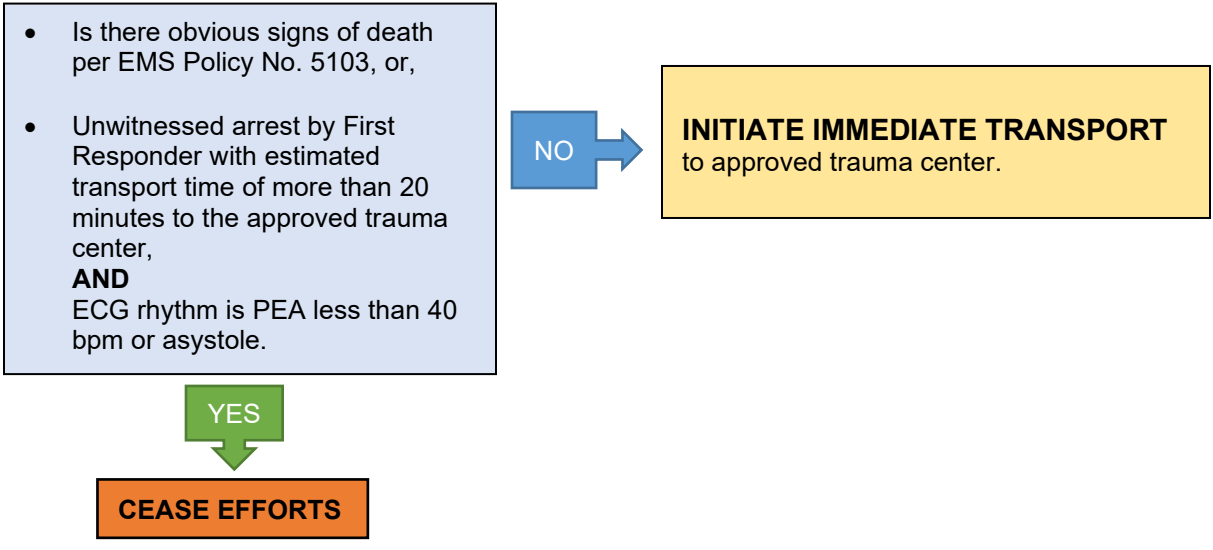 • Is there obvious signs of death
per EMS Policy No. 5103, or,
• Unwitnessed arrest by First
Responder with estimated
transport time of more than 20
minutes to the approved trauma
center,
AND
ECG rhythm is PEA less than 40
bpm or asystole.
NO
INITIATE IMMEDIATE TRANSPORT
to approved trauma center.
YES
CEASE EFFORTS